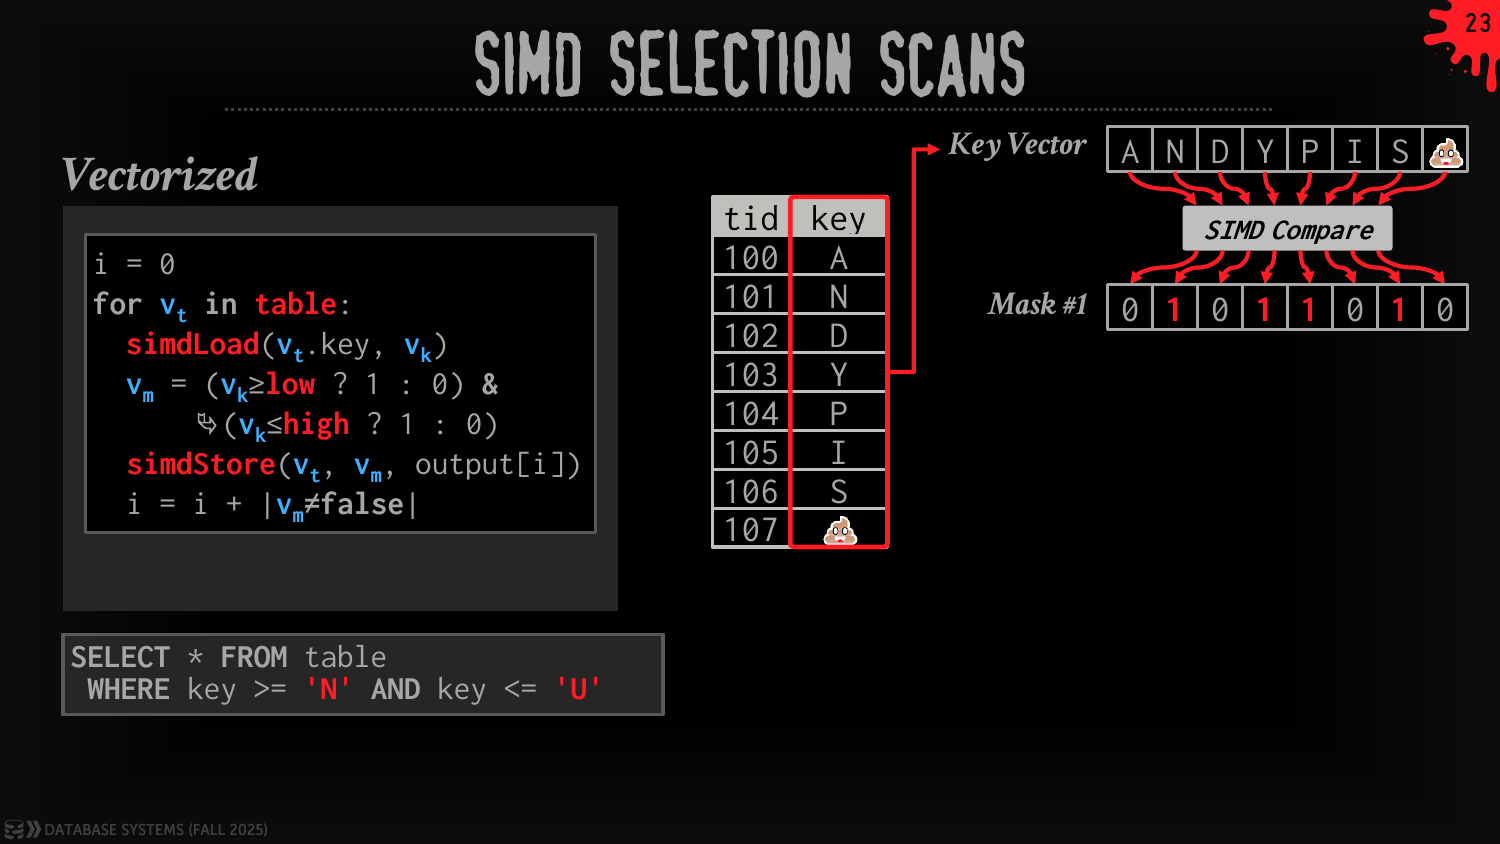 23
SIMD SELECTION SCANS
Vectorized
i = 0
for vt in table:
simdLoad(vt.key, vk)
vm = (vk≥low ? 1 : 0) &
⮱(vk≤high ? 1 : 0)
simdStore(vt, vm, output[i])
i = i + |vm≠false|
SELECT * FROM table
WHERE key >= 'N' AND key <= 'U'
tid key
100 A
101 N
102 D
103 Y
104 P
105 I
106 S
107 💩
Key Vector A N D Y P I S 💩
SIMD Compare
Mask #1 0 1 0 1 1 0 1 0
DATABASE SYSTEMS (FALL 2025)